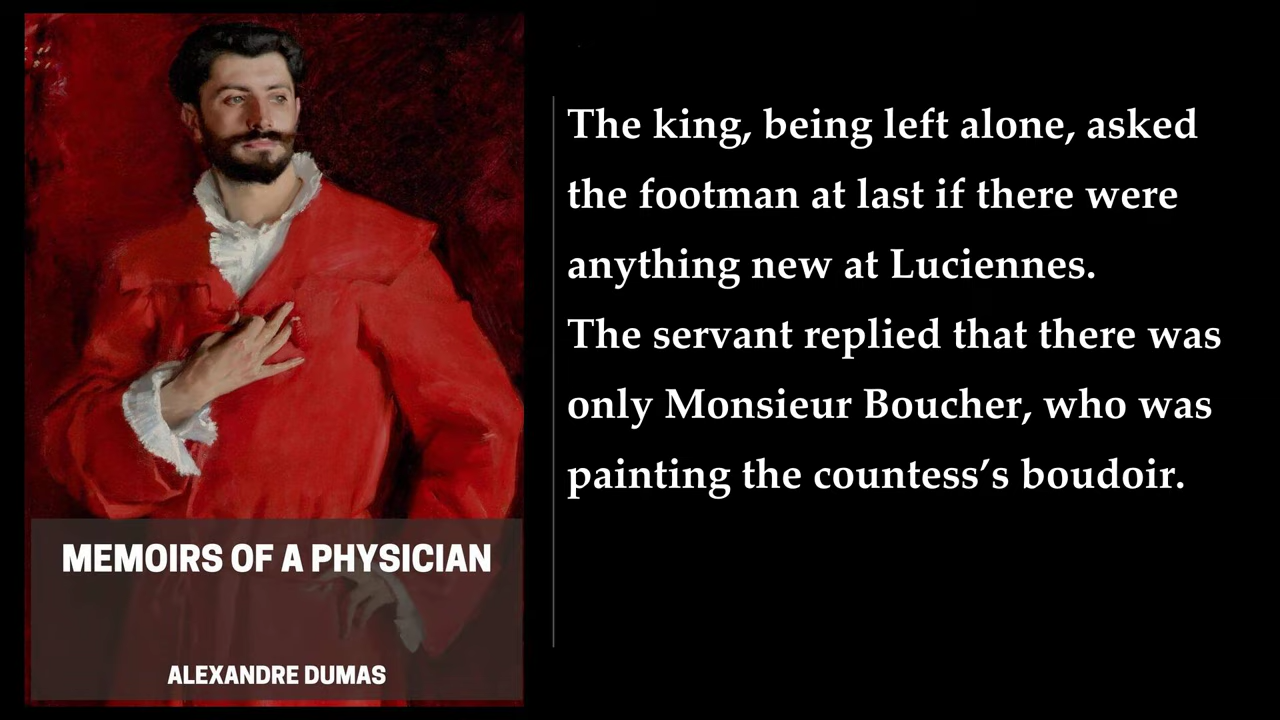 MEMOIRS OF A PHYSICIAN
ALEXANDRE DUMAS
The king, being left alone, asked
the footman at last if there were
anything new at Luciennes.
The servant replied that there was
only Monsieur Boucher, who was
painting the countess’s boudoir.